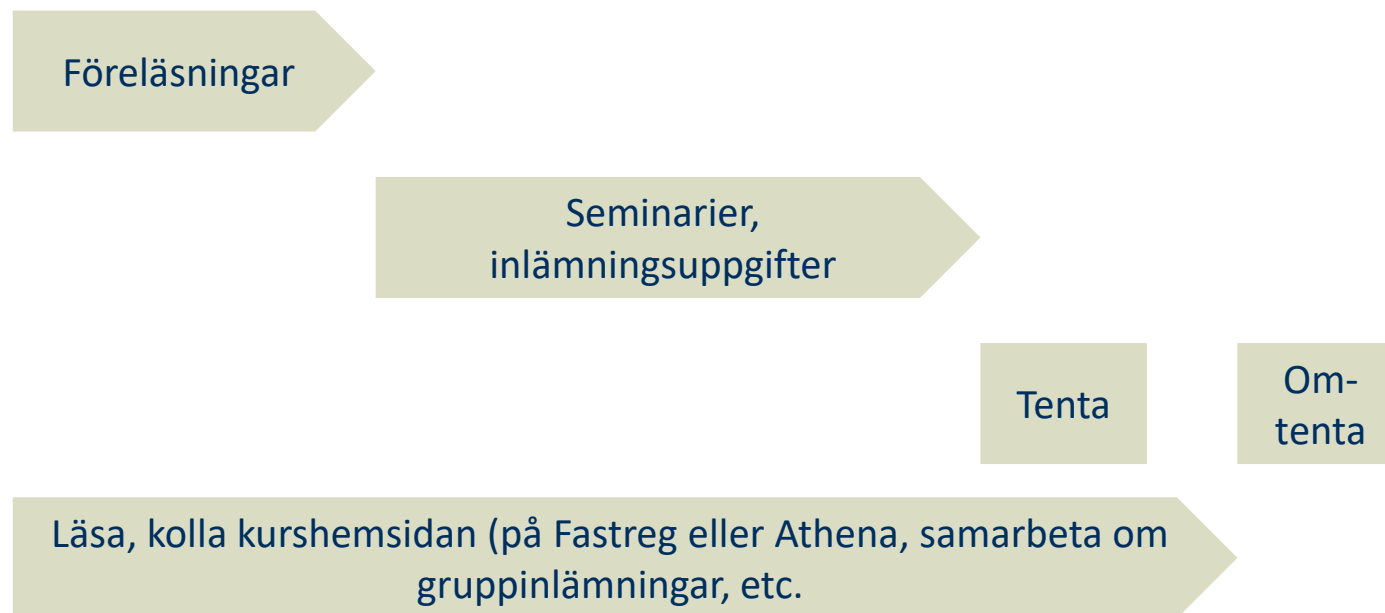 Föreläsningar
Seminarier,
inlämningsuppgifter
Tenta
Om-
tenta
Läsa, kolla kurshemsidan (på Fastreg eller Athena, samarbeta om
gruppinlämningar, etc.